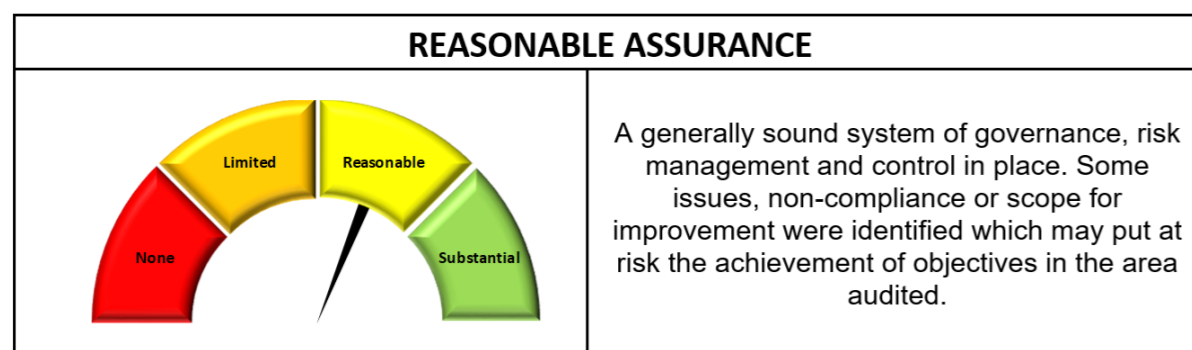 REASONABLE ASSURANCE
Limited
Reasonable
None
Substantial
A generally sound system of governance, risk
management and control in place. Some
issues, non-compliance or scope for
improvement were identified which may put at
risk the achievement of objectives in the area
audited.